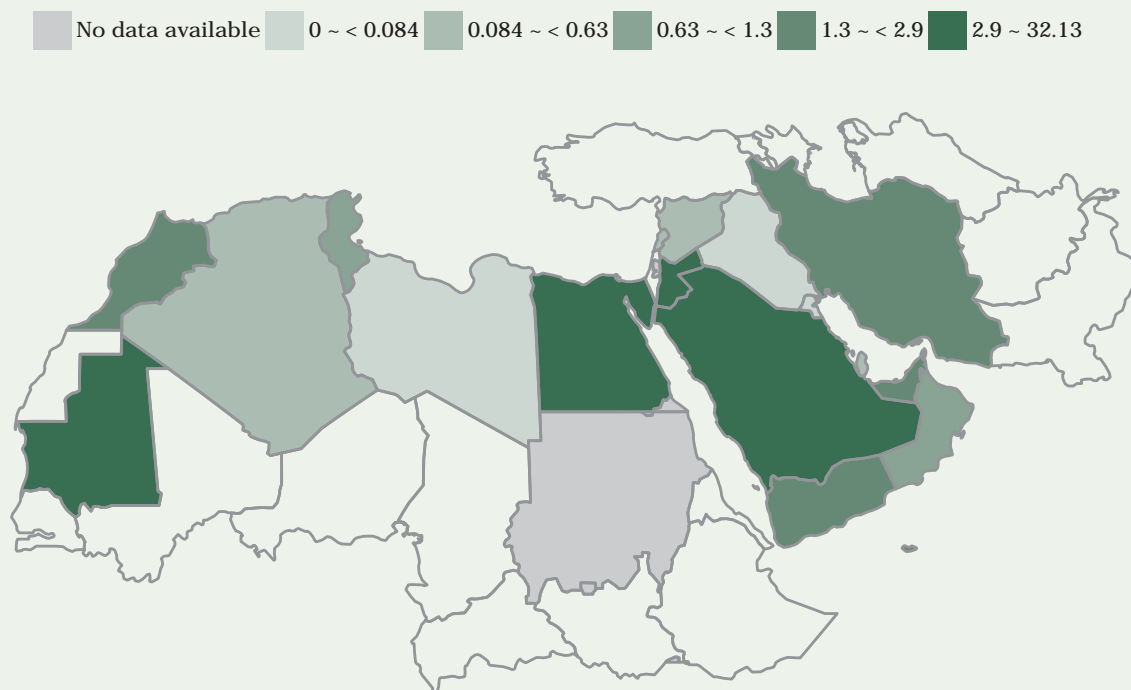 No data available 0 ~ < 0.084 0.084 ~ < 0.63 0.63 ~ < 1.3 1.3 ~ < 2.9 2.9 ~ 32.13